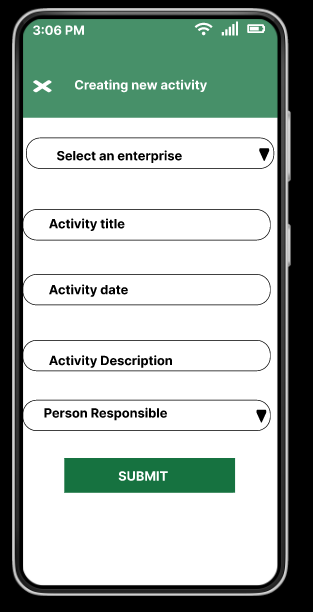 3:06 PM
Creating new activity
Select an enterprise
Activity title
Activity date
Activity Description
Person Responsible
SUBMIT